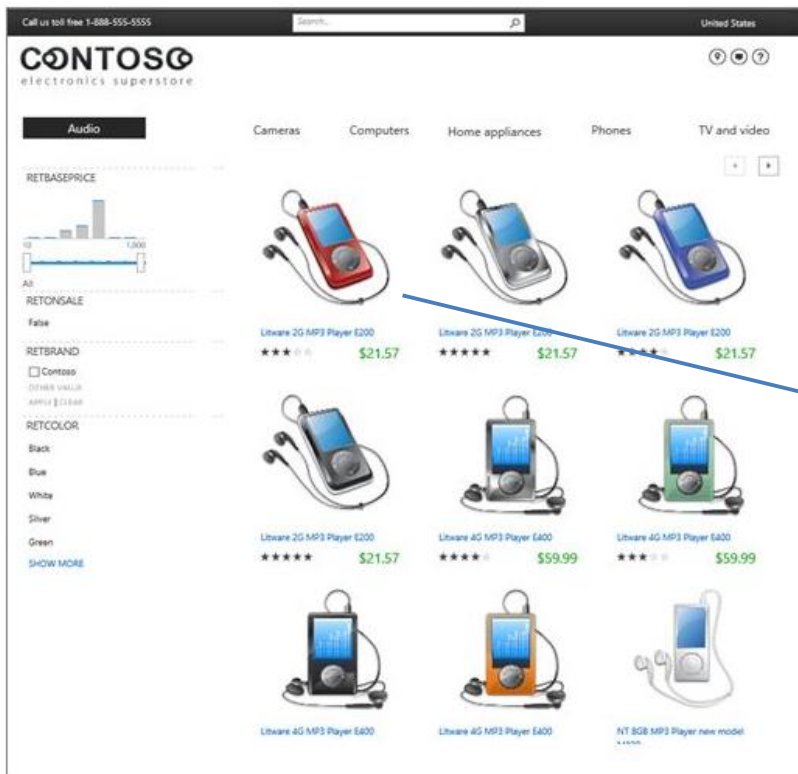 Call us toll free 1-888-555-5555
Search...
United States
CONTOSO
electronics superstore
Audio
Cameras
Computers
Home appliances
Phones
TV and video
RETBASEPRICE
1,000
All
RETONSALE
False
RETBRAND
Contoso
APPLY | CLEAR
RETCOLOR
Black
Blue
White
Silver
Green
SHOW MORE
Litware 2G MP3 Player E200
$21.57
Litware 2G MP3 Player E200
$21.57
Litware 2G MP3 Player E200
$21.57
Litware 2G MP3 Player E200
$21.57
Litware 4G MP3 Player E400
$59.99
Litware 4G MP3 Player E400
$59.99
Litware 4G MP3 Player E400
Litware 4G MP3 Player E400
NT 8GB MP3 Player new model